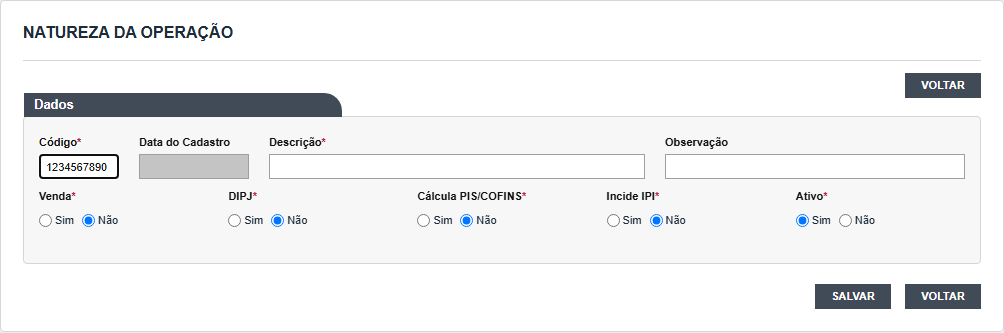 NATUREZA DA OPERAÇÃO
VOLTAR
Dados
Código* Data do Cadastro Descrição* Observação
1234567890
Venda* DIPJ* Cálcula PIS/COFINS* Incide IPI* Ativo*
Sim Não Sim Não Sim Não Sim Não Sim Não
SALVAR VOLTAR